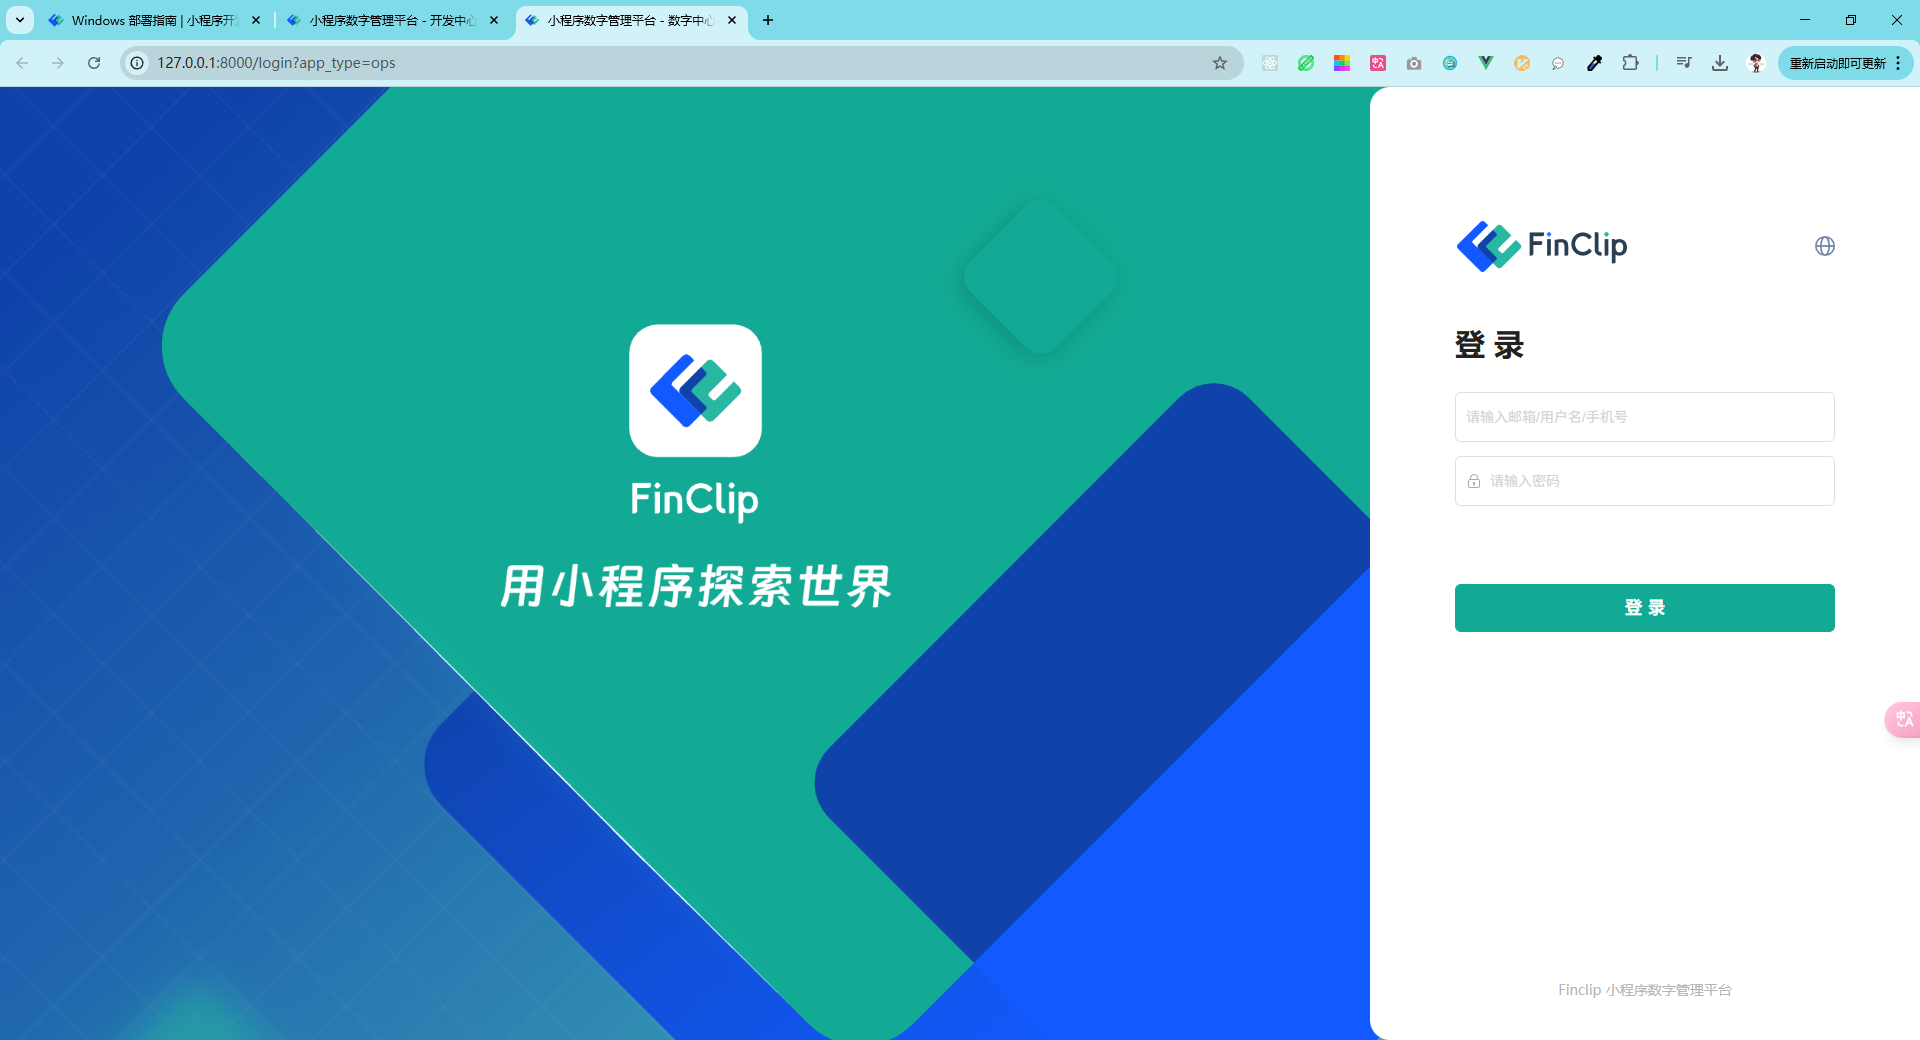 Windows 部署指南 | 小程序开
小程序数字管理平台 - 开发中心
小程序数字管理平台 - 数字中心
127.0.0.1:8000/login?app_type=ops
重新启动即可更新
FinClip
用小程序探索世界
FinClip
登 录
请输入邮箱/用户名/手机号
请输入密码
登 录
Finclip 小程序数字管理平台